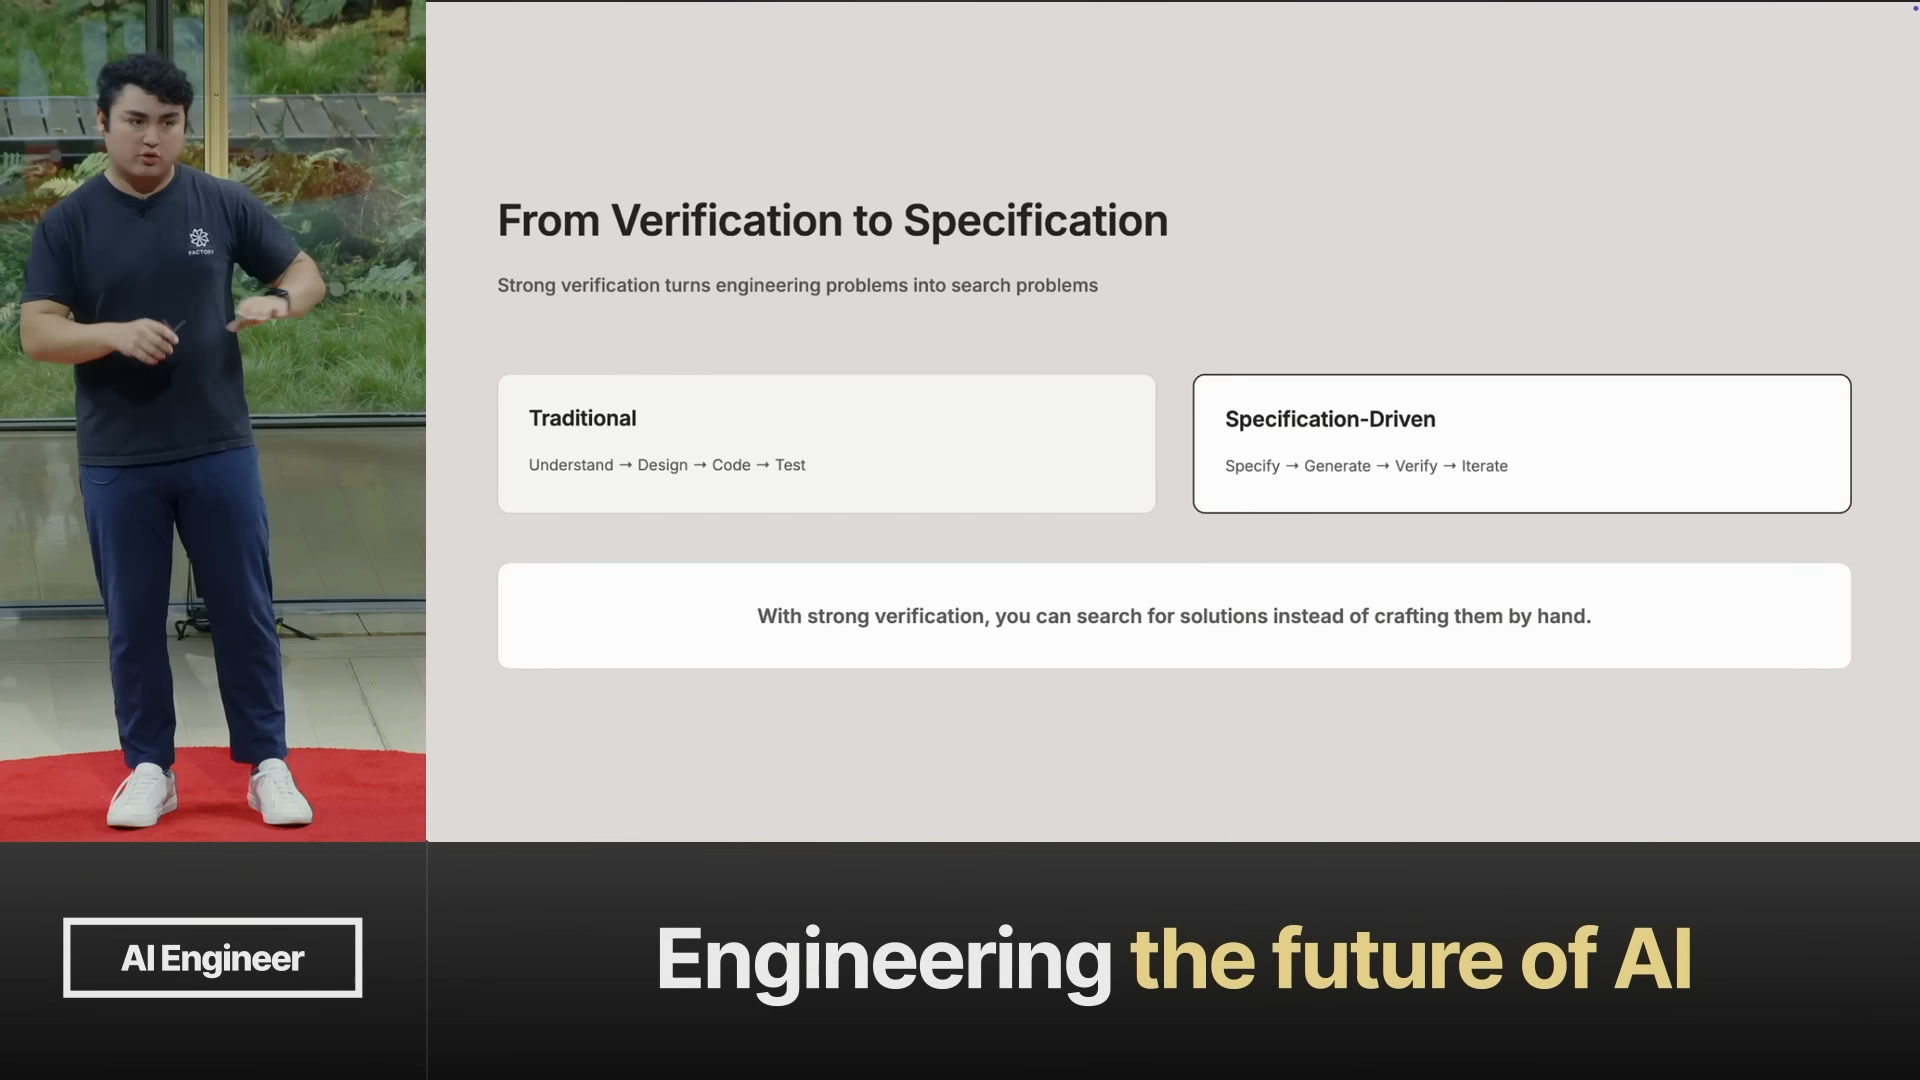 FACTORY
From Verification to Specification
Strong verification turns engineering problems into search problems
Traditional
Understand → Design → Code → Test
Specification-Driven
Specify → Generate → Verify → Iterate
With strong verification, you can search for solutions instead of crafting them by hand.
AI Engineer
Engineering the future of AI